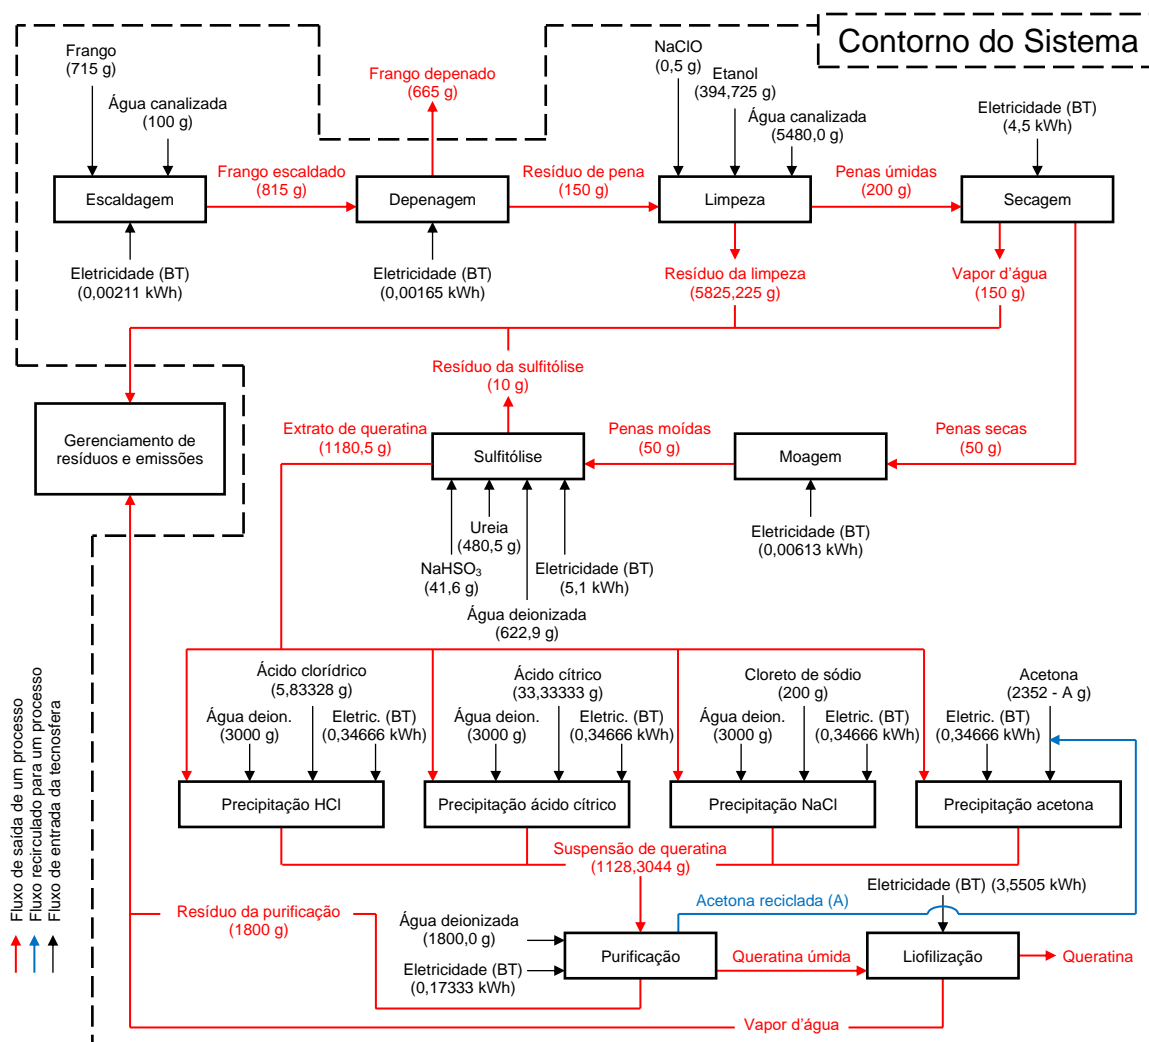 Contorno do Sistema
Frango
(715 g)
Água canalizada
(100 g)
Frango depenado
(665 g)
NaClO
(0,5 g)
Etanol
(394,725 g)
Água canalizada
(5480,0 g)
Eletricidade (BT)
(4,5 kWh)
Escaldagem
Frango escaldado
(815 g)
Depenagem
Resíduo de pena
(150 g)
Limpeza
Penas úmidas
(200 g)
Secagem
Eletricidade (BT)
(0,00211 kWh)
Eletricidade (BT)
(0,00165 kWh)
Resíduo da limpeza
(5825,225 g)
Vapor d’água
(150 g)
Resíduo da sulfitólise
(10 g)
Gerenciamento de
resíduos e emissões
Extrato de queratina
(1180,5 g)
Sulfitólise
Penas moídas
(50 g)
Moagem
Penas secas
(50 g)
Ureia
(480,5 g)
NaHSO₃
(41,6 g)
Eletricidade (BT)
(5,1 kWh)
Água deionizada
(622,9 g)
Eletricidade (BT)
(0,00613 kWh)
Ácido clorídrico
(5,83328 g)
Água deion.
(3000 g)
Eletric. (BT)
(0,34666 kWh)
Precipitação HCl
Ácido cítrico
(33,33333 g)
Água deion.
(3000 g)
Eletric. (BT)
(0,34666 kWh)
Precipitação ácido cítrico
Cloreto de sódio
(200 g)
Água deion.
(3000 g)
Eletric. (BT)
(0,34666 kWh)
Precipitação NaCl
Acetona
(2352 - A g)
Eletric. (BT)
(0,34666 kWh)
Precipitação acetona
Suspensão de queratina
(1128,3044 g)
Eletricidade (BT) (3,5505 kWh)
Acetona reciclada (A)
Resíduo da purificação
(1800 g)
Água deionizada
(1800,0 g)
Eletricidade (BT)
(0,17333 kWh)
Purificação
Queratina úmida
Liofilização
Queratina
Vapor d’água
Fluxo de saída de um processo
Fluxo recirculado para um processo
Fluxo de entrada da tecnosfera